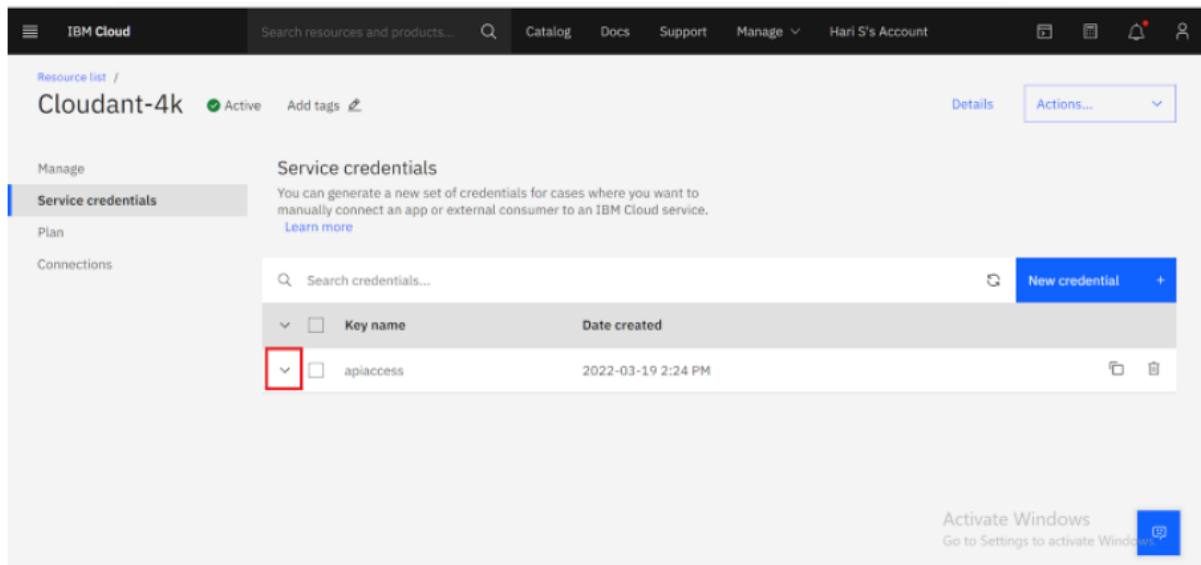 IBM Cloud
Search resources and products...
Catalog
Docs
Support
Manage
Hari S's Account
Resource list /
Cloudant-4k
Active
Add tags
Details
Actions...
Manage
Service credentials
Plan
Connections
Service credentials
You can generate a new set of credentials for cases where you want to
manually connect an app or external consumer to an IBM Cloud service.
Learn more
Search credentials...
New credential +
Key name
Date created
apiaccess
2022-03-19 2:24 PM
Activate Windows
Go to Settings to activate Windows.